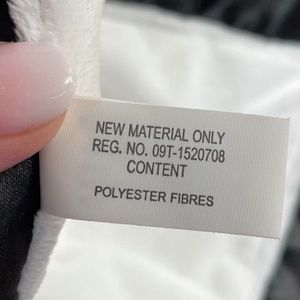 NEW MATERIAL ONLY
REG. NO. 09T-1520708
CONTENT
POLYESTER FIBRES